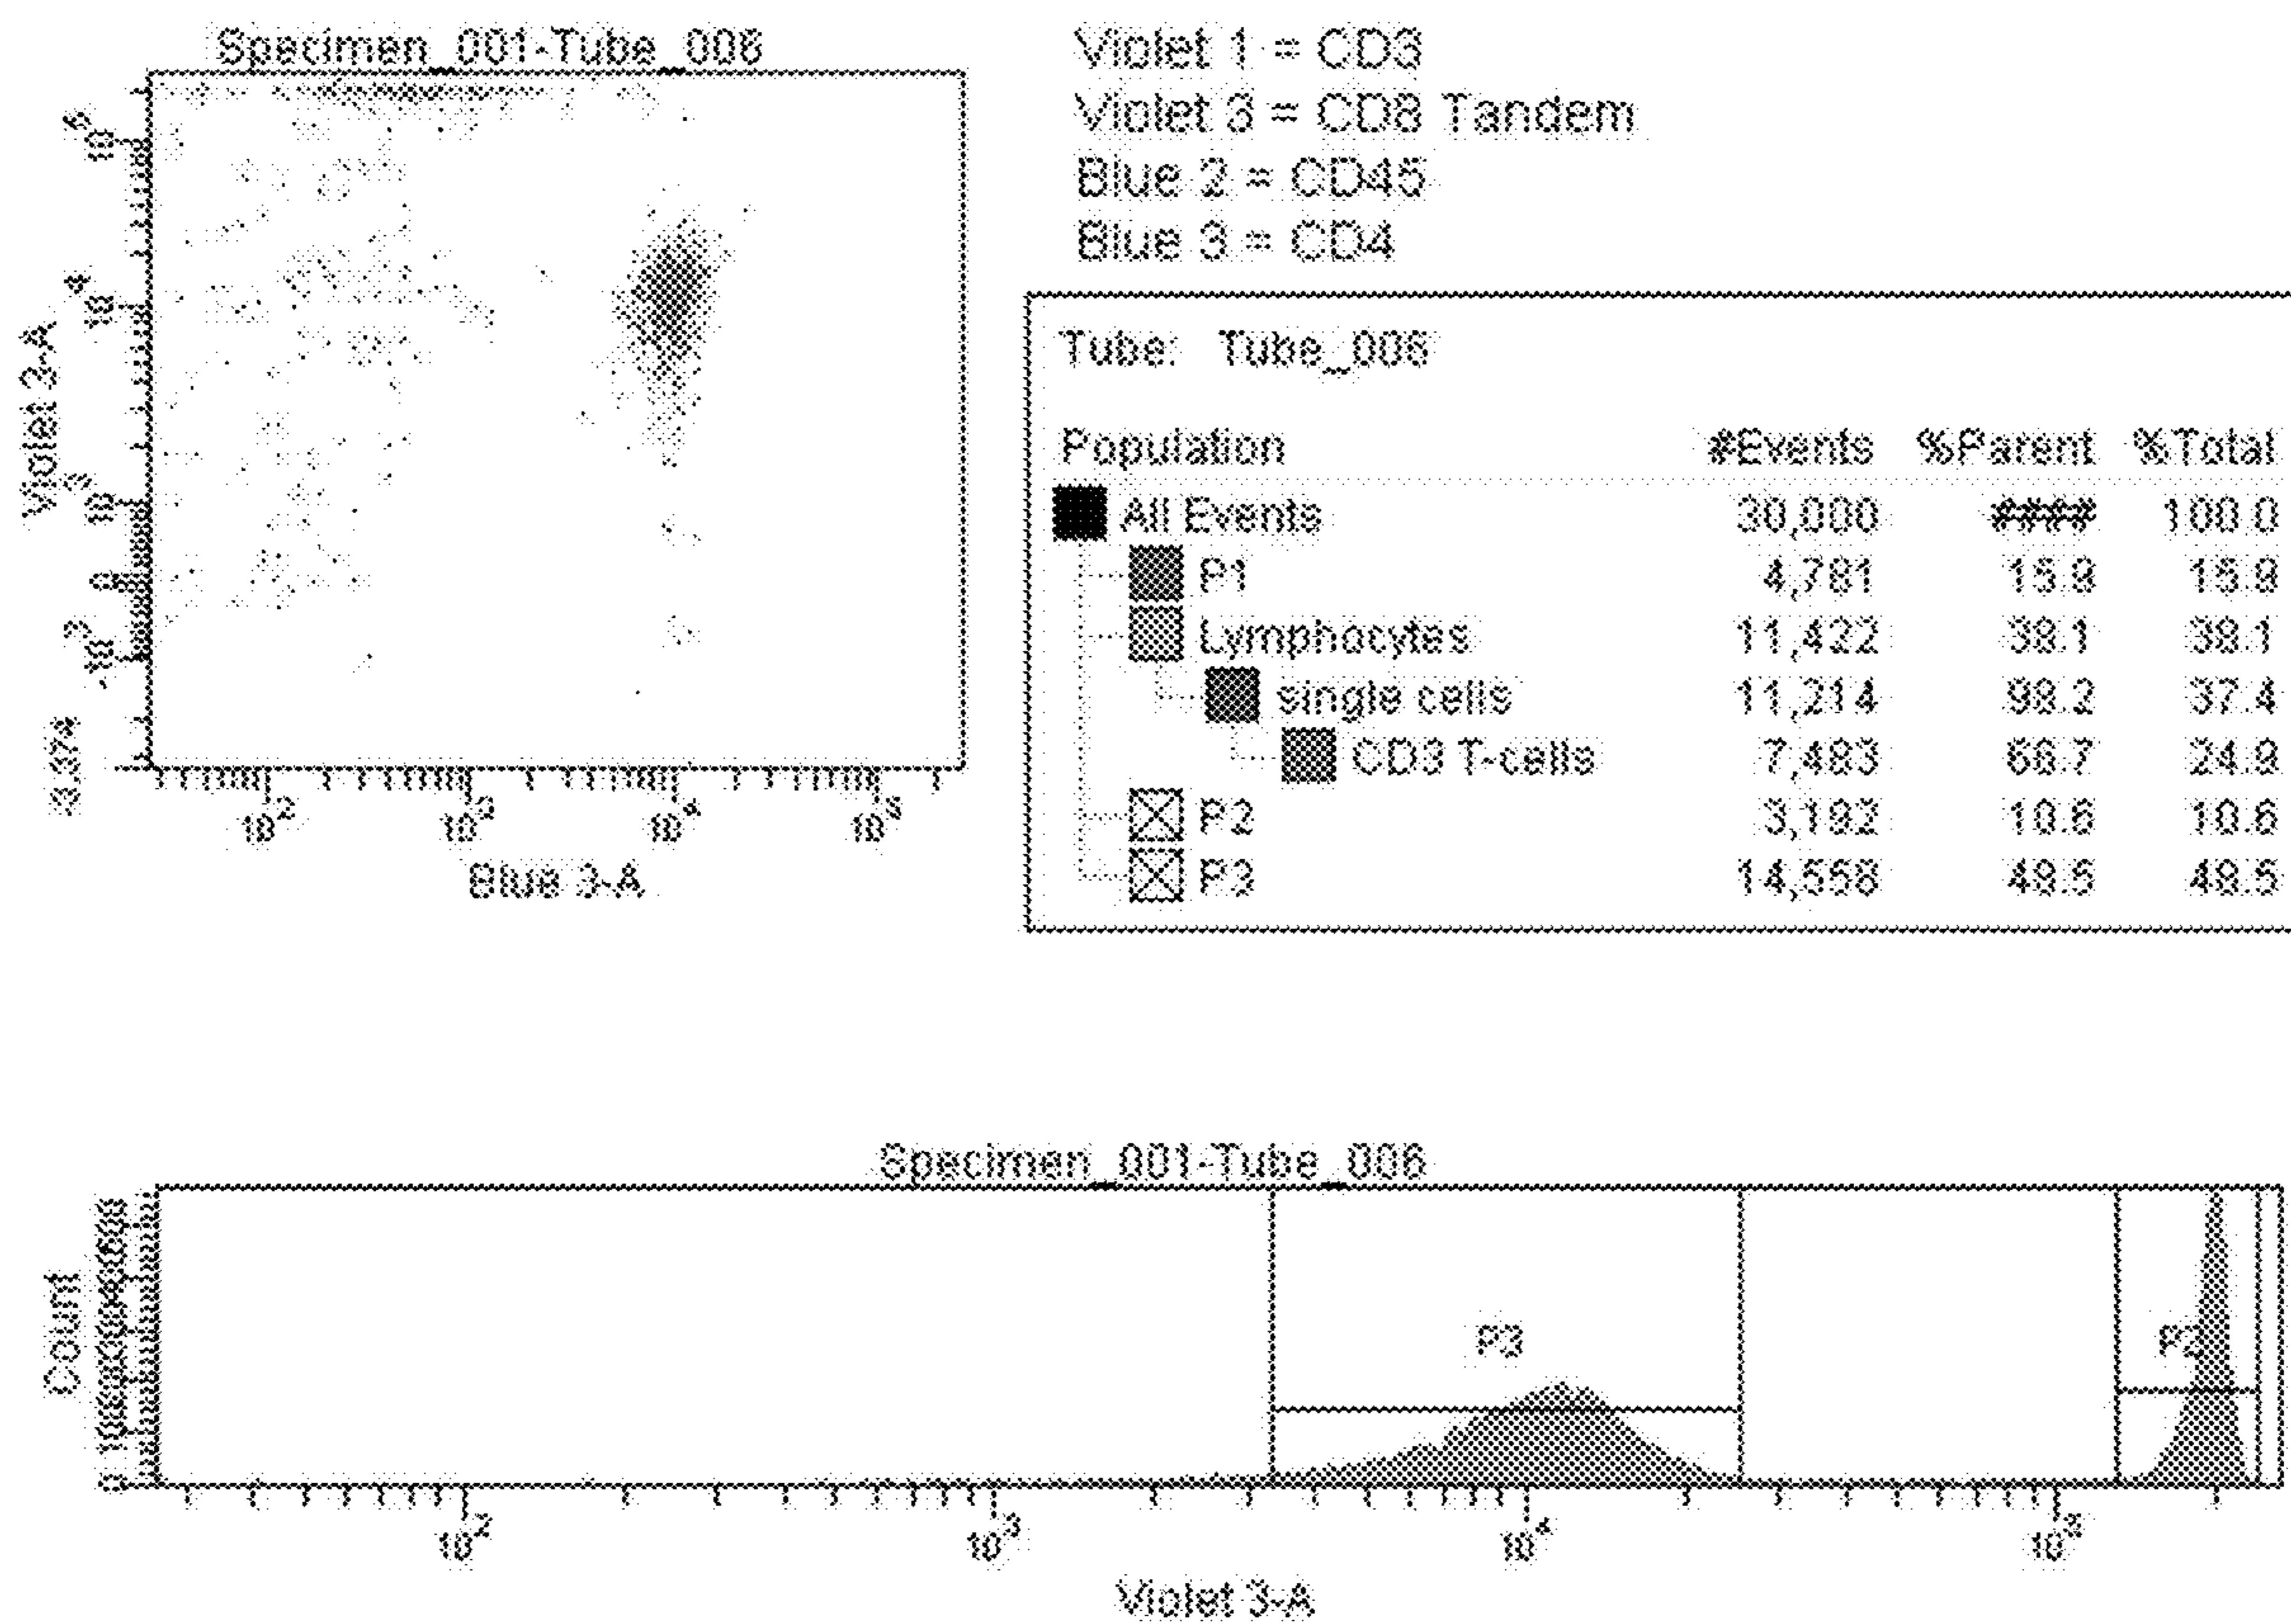 Specimen_001-Tube_006
10^5
10^4
10^3
0
-10^3
-3,374
Violet 3-A
10^2
10^3
10^4
10^5
Blue 3-A
Violet 1 = CD3
Violet 3 = CD8 Tandem
Blue 2 = CD45
Blue 3 = CD4
Tube: Tube_006
Population #Events %Parent %Total
All Events 30,000 #### 100.0
P1 4,781 15.9 15.9
Lymphocytes 11,422 38.1 38.1
single cells 11,214 98.2 37.4
CD3 T-cells 7,483 66.7 24.9
P2 3,192 10.6 10.6
P3 14,558 48.5 48.5
Specimen_001-Tube_006
Count
P3
P2
10^2
10^3
10^4
10^5
Violet 3-A